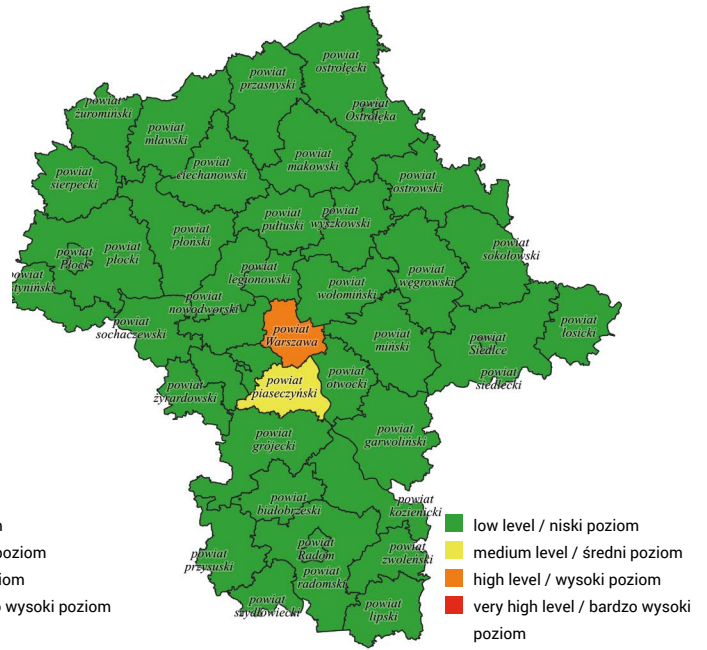 powiat
ostrołęcki
powiat
przasnyski
powiat
żuromiński
powiat
Ostrołęka
powiat
mławski
powiat
makowski
powiat
ciechanowski
powiat
sierpecki
powiat
ostrowski
powiat
pułtuski
powiat
wyszkowski
powiat
płoński
powiat
płocki
powiat
Płock
powiat
sokołowski
powiat
węgrowski
powiat
legionowski
powiat
wołomiński
powiat
tyniński
powiat
nowodworski
powiat
sochaczewski
powiat
Warszawa
powiat
miński
powiat
Siedlce
powiat
łosicki
powiat
siedlecki
powiat
otwocki
powiat
piaseczyński
powiat
żyrardowski
powiat
grójecki
powiat
garwoliński
powiat
białobrzeski
powiat
kozienicki
powiat
Radom
powiat
zwoleński
powiat
przysuski
powiat
radomski
powiat
szydłowiecki
powiat
lipski
poziom
iom
wysoki poziom
low level / niski poziom
medium level / średni poziom
high level / wysoki poziom
very high level / bardzo wysoki
poziom